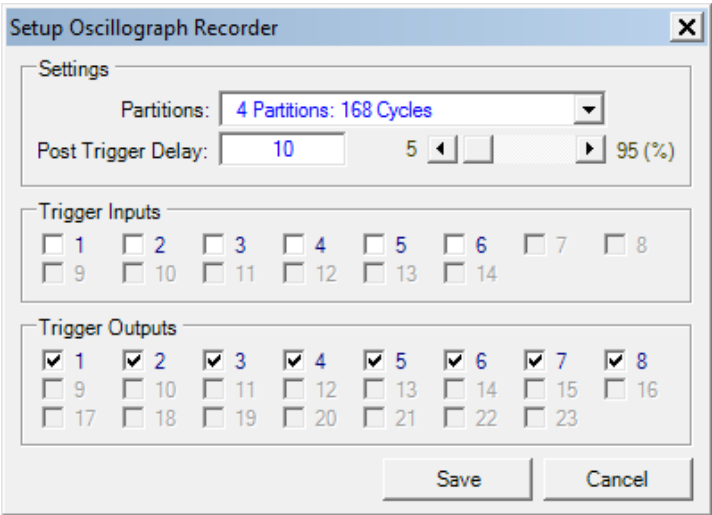 Setup Oscillograph Recorder
Settings
Partitions: 4 Partitions: 168 Cycles
Post Trigger Delay: 10 5 95 (%)
Trigger Inputs
1 2 3 4 5 6 7 8
9 10 11 12 13 14
Trigger Outputs
1 2 3 4 5 6 7 8
9 10 11 12 13 14 15 16
17 18 19 20 21 22 23
Save Cancel